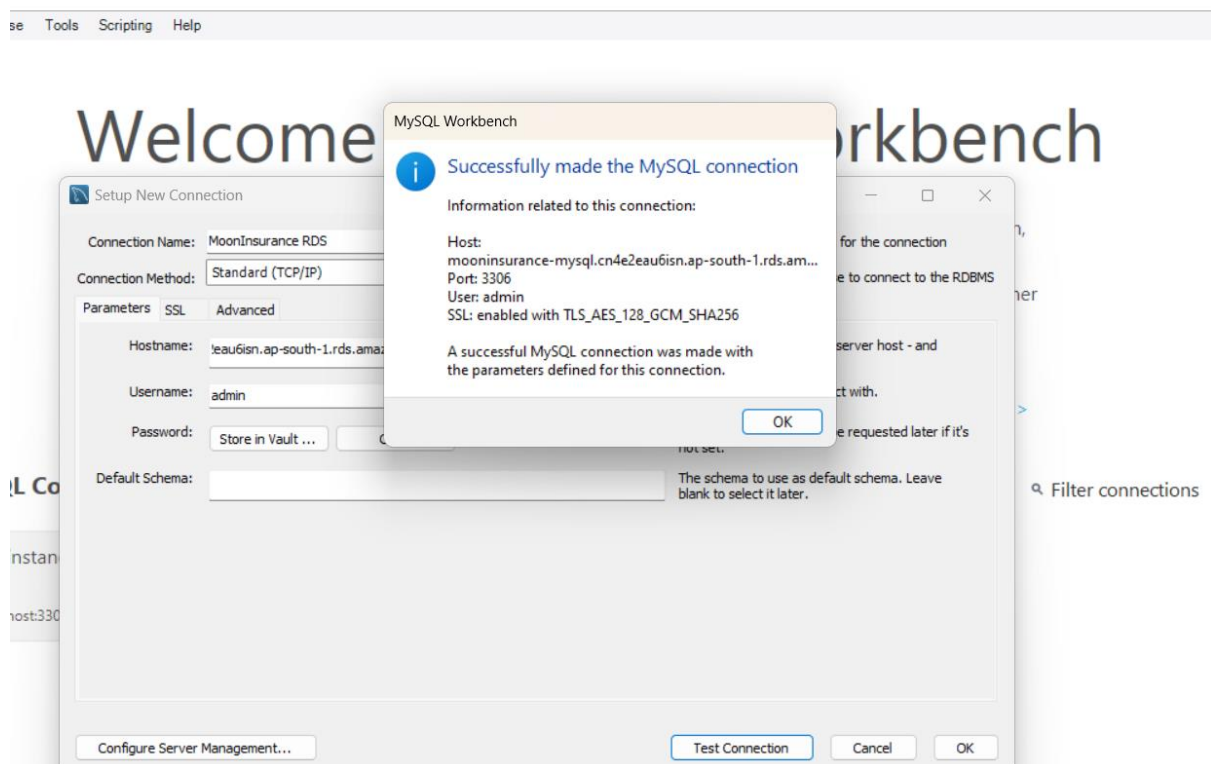 se Tools Scripting Help
Welcome orkbench
MySQL Workbench
Successfully made the MySQL connection
Information related to this connection:
Host:
mooninsurance-mysql.cn4e2eau6isn.ap-south-1.rds.am...
Port: 3306
User: admin
SSL: enabled with TLS_AES_128_GCM_SHA256
A successful MySQL connection was made with
the parameters defined for this connection.
OK
Setup New Connection
Connection Name: MoonInsurance RDS for the connection
Connection Method: Standard (TCP/IP) e to connect to the RDBMS
Parameters SSL Advanced
Hostname: eau6isn.ap-south-1.rds.ama server host - and
Username: admin ct with.
Password: Store in Vault ... e requested later if it's
not set.
Default Schema: The schema to use as default schema. Leave
blank to select it later.
Configure Server Management... Test Connection Cancel OK
n,
her
>
L Co
Filter connections
nstan
host:330